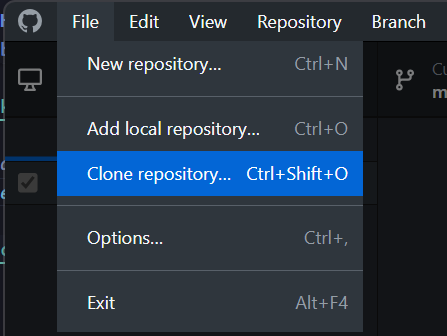 File Edit View Repository Branch
New repository... Ctrl+N
Add local repository... Ctrl+O
Clone repository... Ctrl+Shift+O
Options... Ctrl+,
Exit Alt+F4